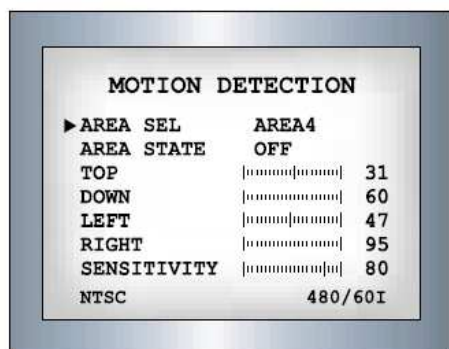 MOTION DETECTION
▶AREA SEL AREA4
AREA STATE OFF
TOP 31
DOWN 60
LEFT 47
RIGHT 95
SENSITIVITY 80
NTSC 480/60I